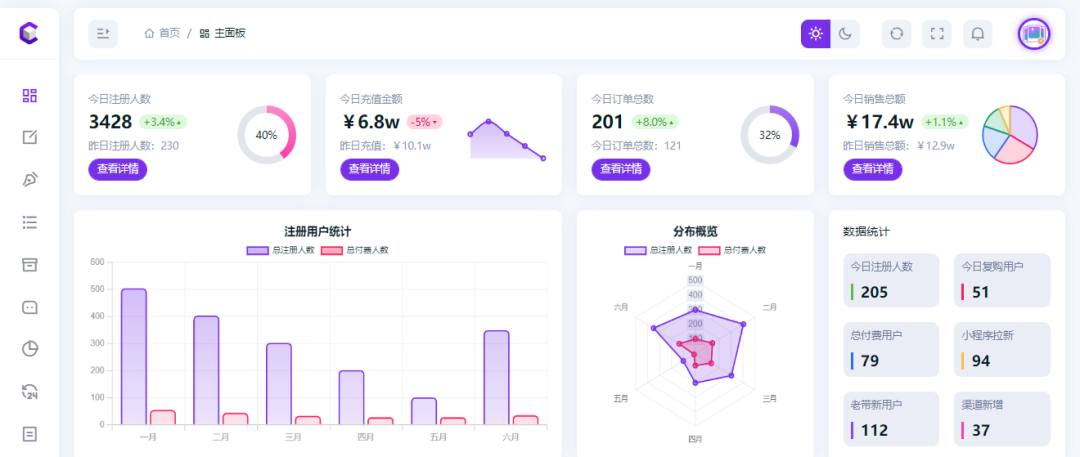 首页 / 主面板
今日注册人数
3428 +3.4%
昨日注册人数：230
查看详情
40%
今日充值金额
￥6.8w -5%
昨日充值：￥10.1w
查看详情
今日订单总数
201 +8.0%
今日订单总数：121
查看详情
32%
今日销售总额
￥17.4w +1.1%
昨日销售总额：￥12.9w
查看详情
注册用户统计
总注册人数 总付费人数
600
500
400
300
200
100
0
一月 二月 三月 四月 五月 六月
分布概览
总注册人数 总付费人数
一月
500
400
300
200
100
六月 二月
五月 三月
四月
数据统计
今日注册人数
205
今日复购用户
51
总付费用户
79
小程序拉新
94
老带新用户
112
渠道新增
37
24